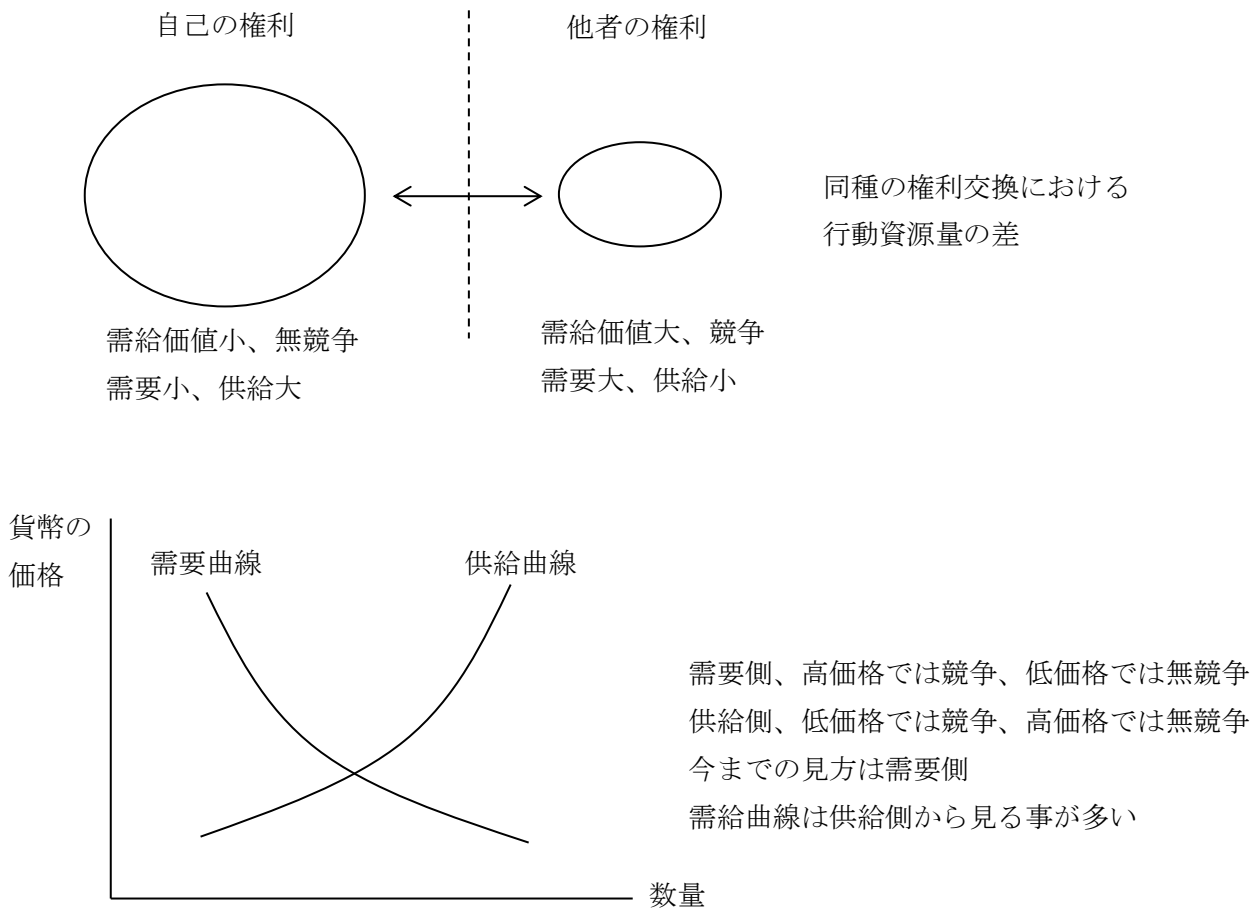 自己の権利
他者の権利
同種の権利交換における
行動資源量の差
需給価値小、無競争
需要小、供給大
需給価値大、競争
需要大、供給小
貨幣の
価格
需要曲線
供給曲線
需要側、高価格では競争、低価格では無競争
供給側、低価格では競争、高価格では無競争
今までの見方は需要側
需給曲線は供給側から見る事が多い
数量